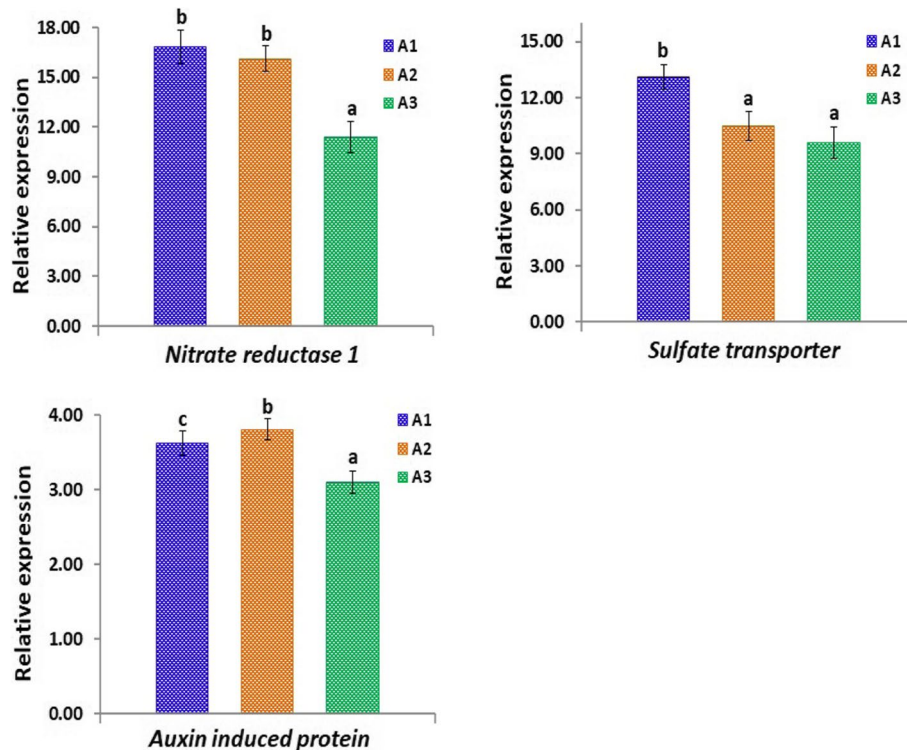 Relative expression
18.00
15.00
12.00
9.00
6.00
3.00
0.00
b
b
a
A1
A2
A3
Nitrate reductase 1
Relative expression
15.00
12.00
9.00
6.00
3.00
0.00
b
a
a
A1
A2
A3
Sulfate transporter
Relative expression
4.00
3.00
2.00
1.00
0.00
c
b
a
A1
A2
A3
Auxin induced protein